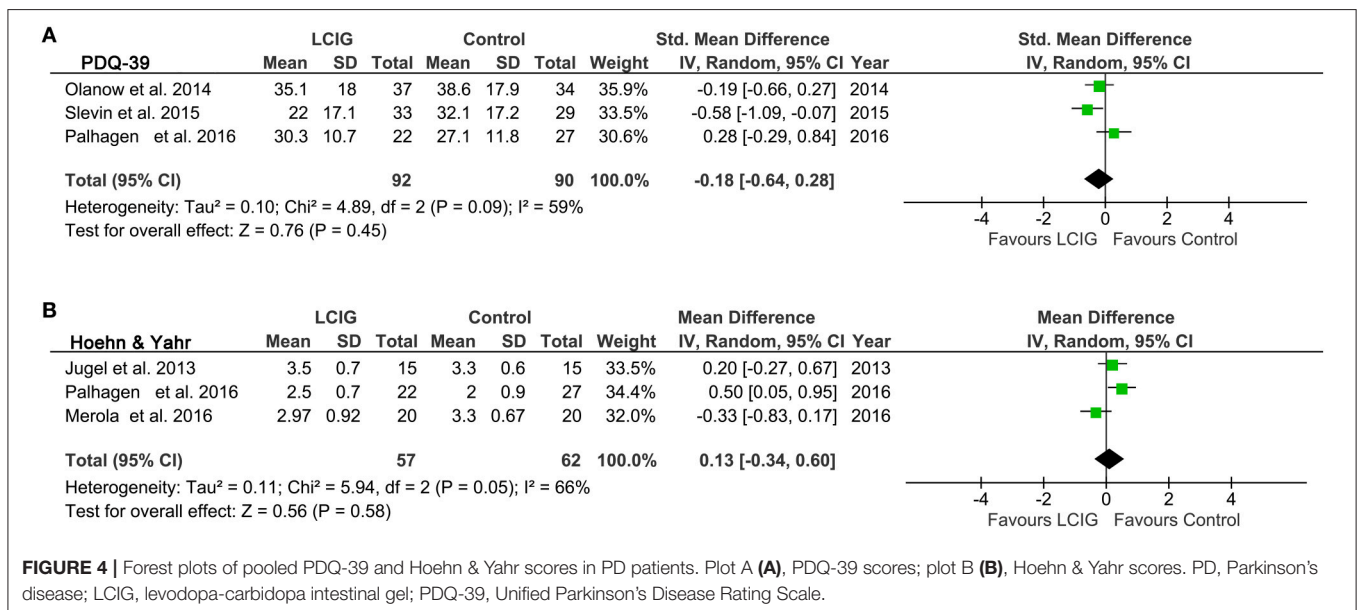 A
LCIG Control Std. Mean Difference Std. Mean Difference
PDQ-39 Mean SD Total Mean SD Total Weight IV, Random, 95% CI Year IV, Random, 95% CI
Olanow et al. 2014 35.1 18 37 38.6 17.9 34 35.9% -0.19 [-0.66, 0.27] 2014
Slevin et al. 2015 22 17.1 33 32.1 17.2 29 33.5% -0.58 [-1.09, -0.07] 2015
Palhagen et al. 2016 30.3 10.7 22 27.1 11.8 27 30.6% 0.28 [-0.29, 0.84] 2016
Total (95% CI) 92 90 100.0% -0.18 [-0.64, 0.28]
Heterogeneity: Tau² = 0.10; Chi² = 4.89, df = 2 (P = 0.09); I² = 59%
Test for overall effect: Z = 0.76 (P = 0.45)
-4 -2 0 2 4
Favours LCIG Favours Control
B
LCIG Control Mean Difference Mean Difference
Hoehn & Yahr Mean SD Total Mean SD Total Weight IV, Random, 95% CI Year IV, Random, 95% CI
Jugel et al. 2013 3.5 0.7 15 3.3 0.6 15 33.5% 0.20 [-0.27, 0.67] 2013
Palhagen et al. 2016 2.5 0.7 22 2 0.9 27 34.4% 0.50 [0.05, 0.95] 2016
Merola et al. 2016 2.97 0.92 20 3.3 0.67 20 32.0% -0.33 [-0.83, 0.17] 2016
Total (95% CI) 57 62 100.0% 0.13 [-0.34, 0.60]
Heterogeneity: Tau² = 0.11; Chi² = 5.94, df = 2 (P = 0.05); I² = 66%
Test for overall effect: Z = 0.56 (P = 0.58)
-4 -2 0 2 4
Favours LCIG Favours Control
FIGURE 4 | Forest plots of pooled PDQ-39 and Hoehn & Yahr scores in PD patients. Plot A (A), PDQ-39 scores; plot B (B), Hoehn & Yahr scores. PD, Parkinson's
disease; LCIG, levodopa-carbidopa intestinal gel; PDQ-39, Unified Parkinson's Disease Rating Scale.